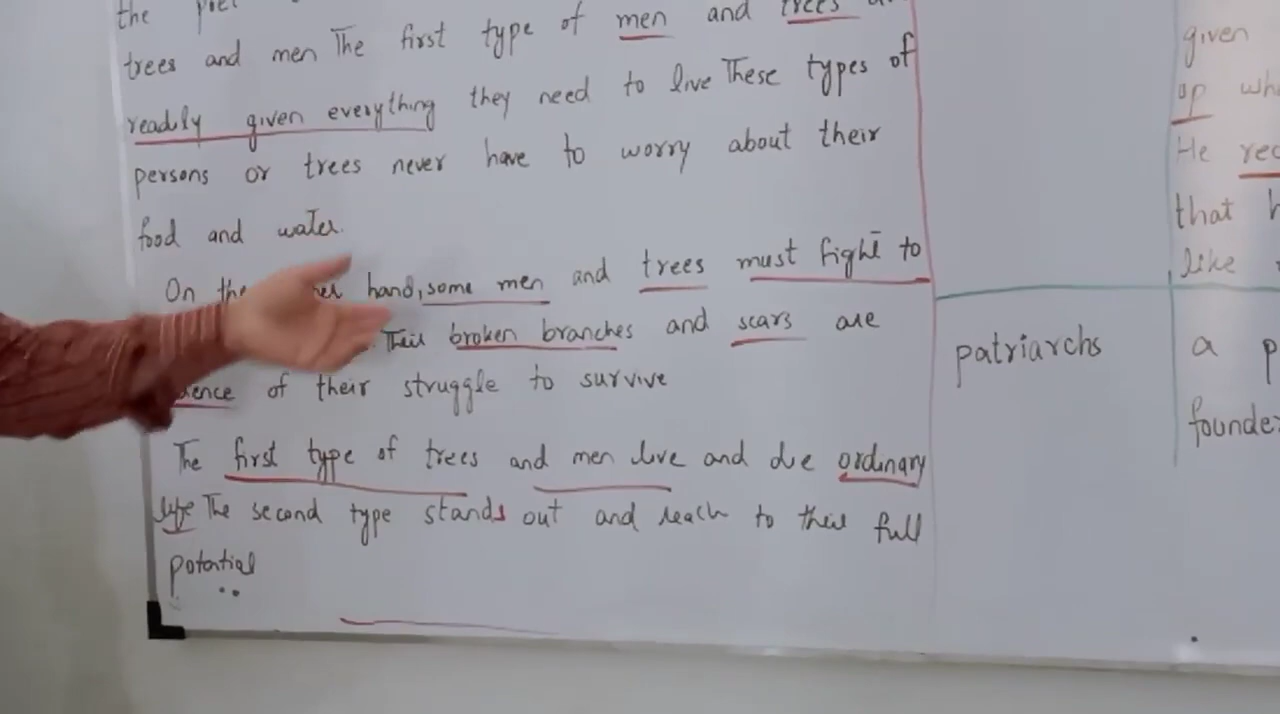 the
trees and men The first type of men and trees
readily given everything they need to live These types of
persons or trees never have to worry about their
food and water.
On the hand, some men and trees must fight to
Their broken branches and scars are
of their struggle to survive
The first type of trees and men live and die ordinary
life The second type stands out and reach to their full
potential
patriarchs
given
up
He
that
like
a